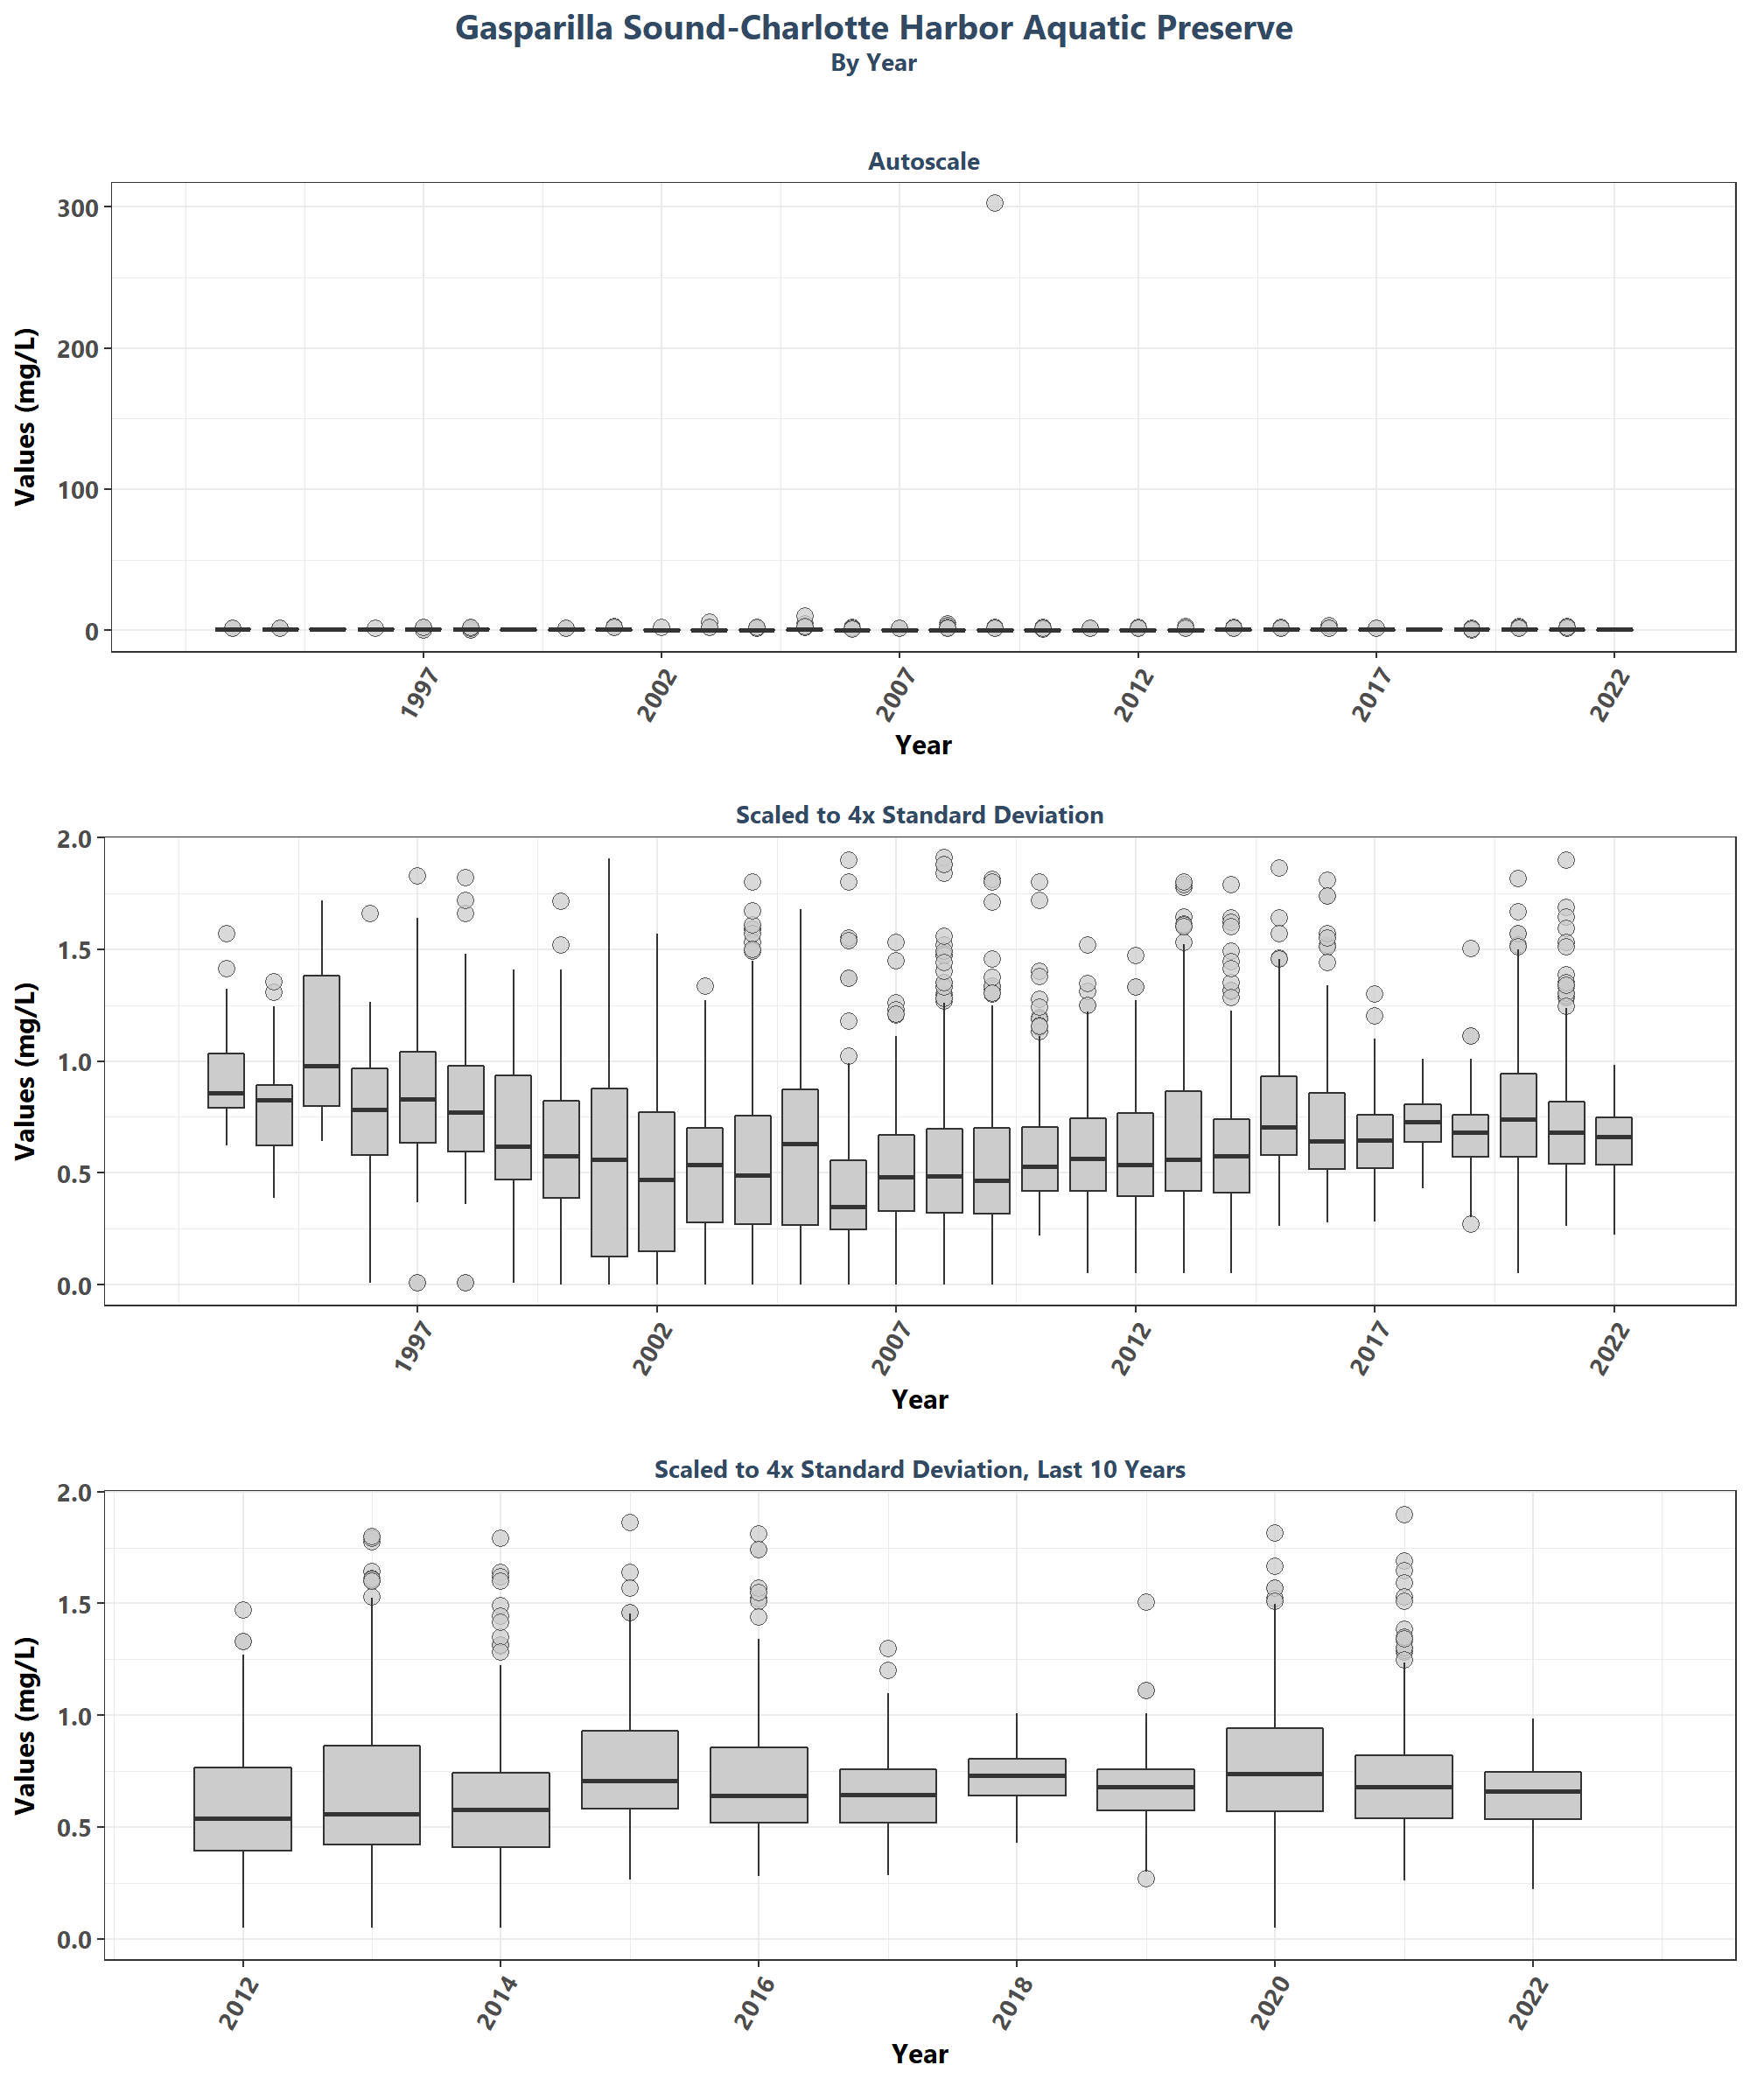 Gasparilla Sound-Charlotte Harbor Aquatic Preserve
By Year
Autoscale
Values (mg/L)
300
200
100
0
1997
2002
2007
2012
2017
2022
Year
Scaled to 4x Standard Deviation
Values (mg/L)
2.0
1.5
1.0
0.5
0.0
1997
2002
2007
2012
2017
2022
Year
Scaled to 4x Standard Deviation, Last 10 Years
Values (mg/L)
2.0
1.5
1.0
0.5
0.0
2012
2014
2016
2018
2020
2022
Year